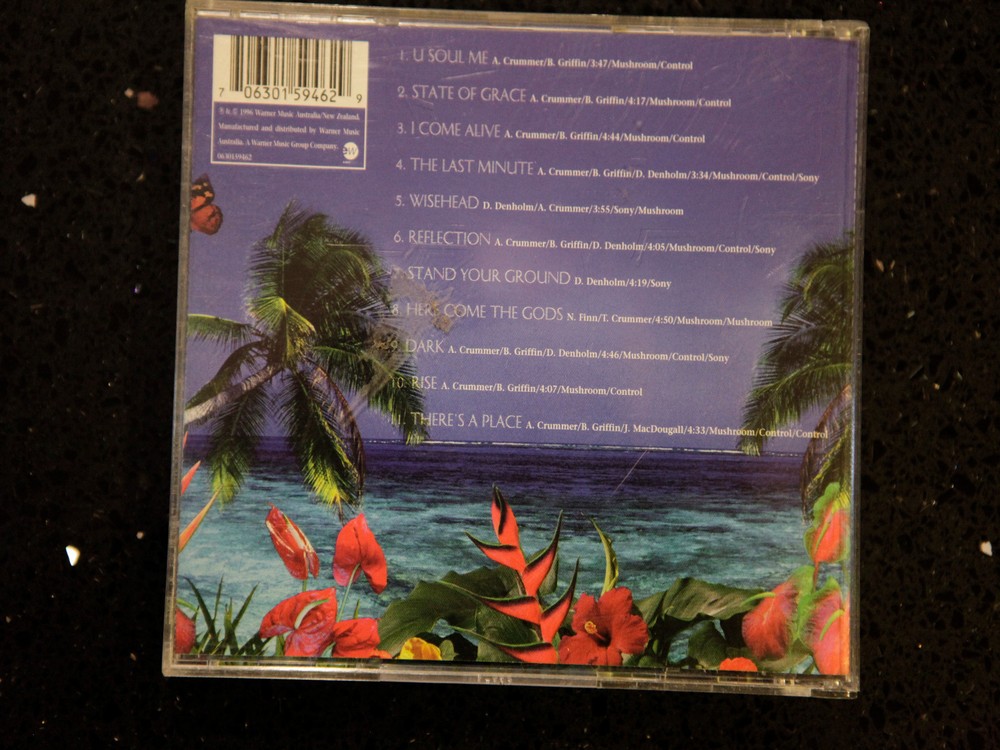 7 06301 59462 9
℗ & © 1996 Warner Music Australia/New Zealand.
Manufactured and distributed by Warner Music
Australia. A Warner Music Group Company.
0630159462
1. U SOUL ME A. Crummer/B. Griffin/3:47/Mushroom/Control
2. STATE OF GRACE A. Crummer/B. Griffin/4:17/Mushroom/Control
3. I COME ALIVE A. Crummer/B. Griffin/4:44/Mushroom/Control
4. THE LAST MINUTE A. Crummer/B. Griffin/D. Denholm/3:34/Mushroom/Control/Sony
5. WISEHEAD D. Denholm/A. Crummer/3:55/Sony/Mushroom
6. REFLECTION A. Crummer/B. Griffin/D. Denholm/4:05/Mushroom/Control/Sony
7. STAND YOUR GROUND D. Denholm/4:19/Sony
8. HERE COME THE GODS N. Finn/T. Crummer/4:50/Mushroom/Mushroom
9. DARK A. Crummer/B. Griffin/D. Denholm/4:46/Mushroom/Control/Sony
10. RISE A. Crummer/B. Griffin/4:07/Mushroom/Control
11. THERE'S A PLACE A. Crummer/B. Griffin/J. MacDougall/4:33/Mushroom/Control/Control